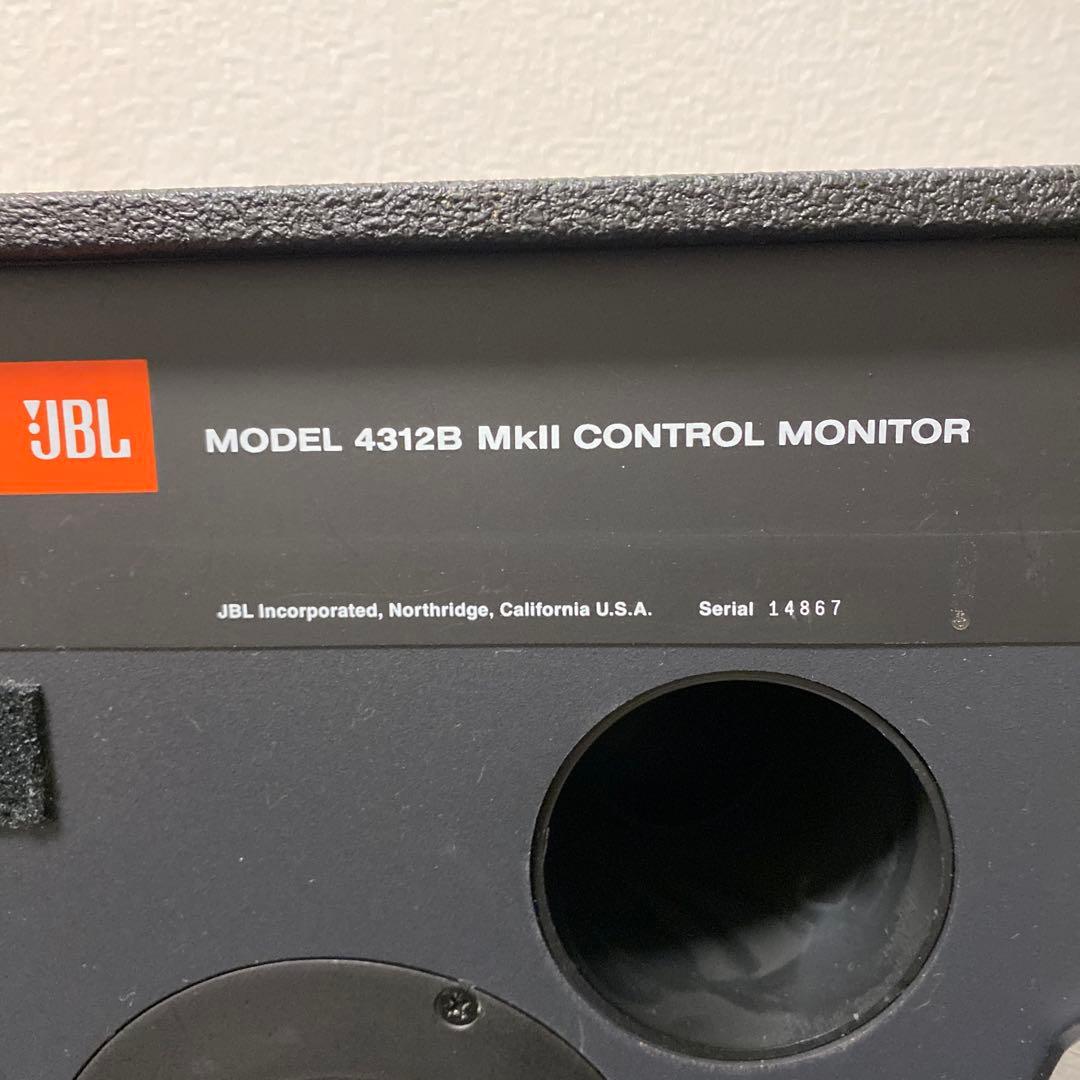 JBL
MODEL 4312B MkII CONTROL MONITOR
JBL Incorporated, Northridge, California U.S.A. Serial 14867